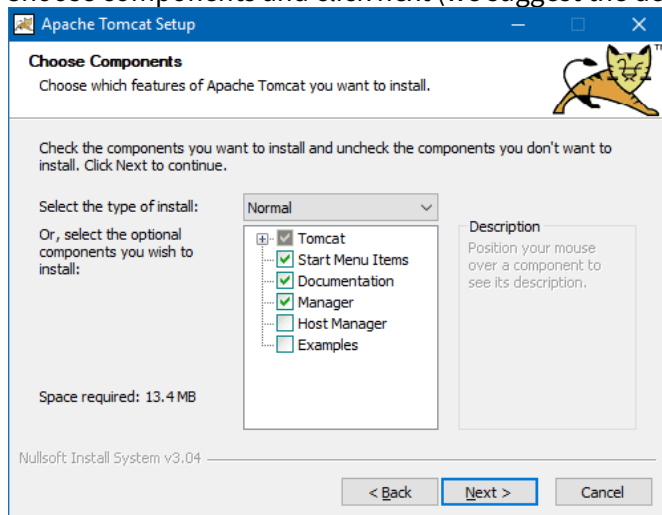 Apache Tomcat Setup
Choose Components
Choose which features of Apache Tomcat you want to install.
TM
Check the components you want to install and uncheck the components you don't want to
install. Click Next to continue.
Select the type of install:
Normal
Or, select the optional
components you wish to
install:
Tomcat
Start Menu Items
Documentation
Manager
Host Manager
Examples
Description
Position your mouse
over a component to
see its description.
Space required: 13.4 MB
Nullsoft Install System v3.04
< Back
Next >
Cancel